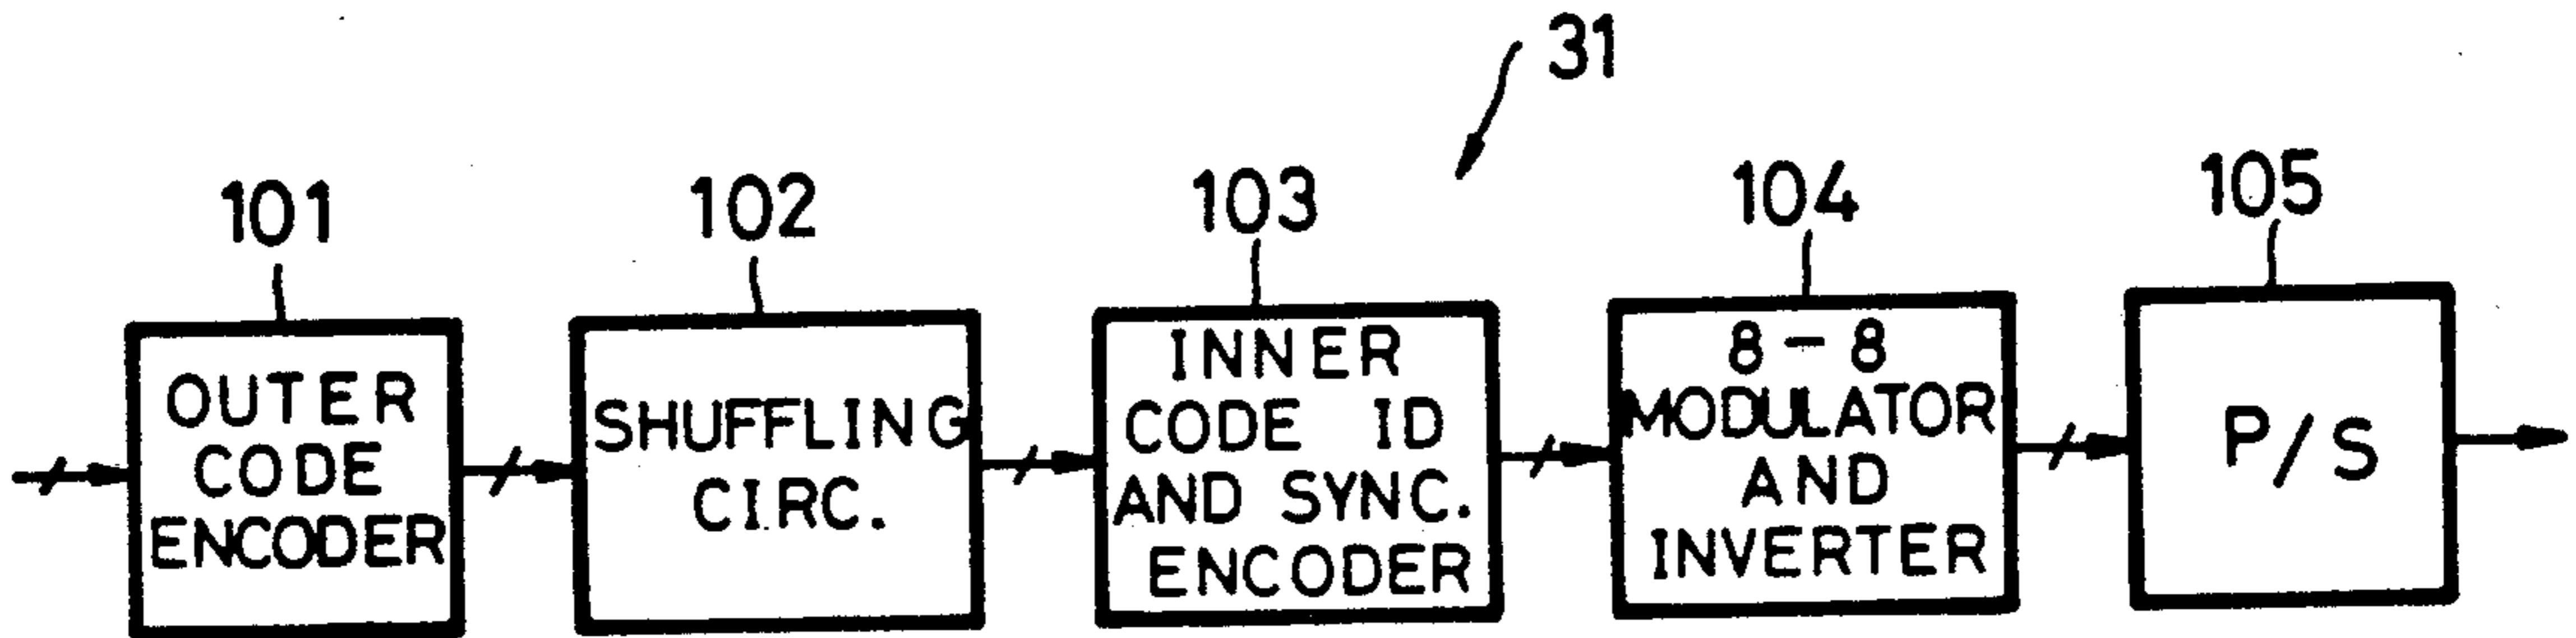 31
101
102
103
104
105
OUTER
CODE
ENCODER
SHUFFLING
CIRC.
INNER
CODE ID
AND SYNC.
ENCODER
8-8
MODULATOR
AND
INVERTER
P/S